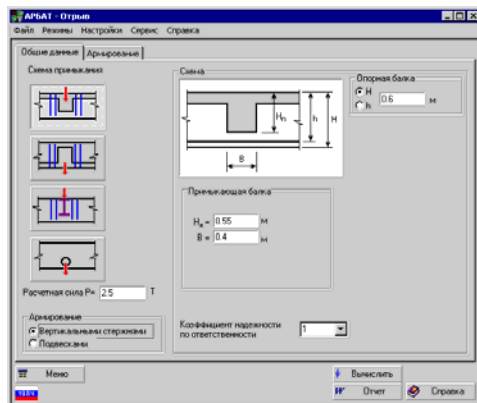 АРБАТ - Отрыв
Файл Режимы Настройки Сервис Справка
Общие данные Армирование
Схема примыкания
Схема
Hп h H
B
Опорная балка
H 0.6 м
h
Примыкающая балка
Hп = 0.55 м
B = 0.4 м
Расчетная сила P= 2.5 Т
Армирование
Вертикальными стержнями
Подвесками
Коэффициент надежности
по ответственности 1
Меню Вычислить
Отчет Справка